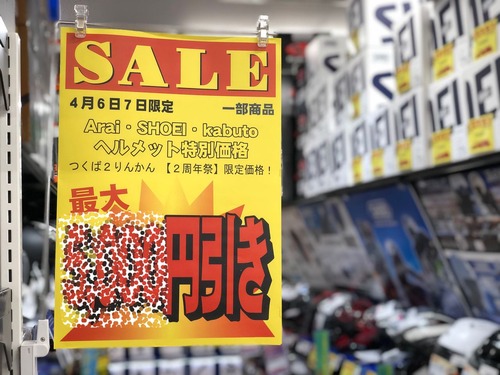 SALE
4月6日7日限定 一部商品
Arai・SHOEI・kabuto
ヘルメット特別価格
つくば2りんかん 【2周年祭】限定価格！
最大
円引き